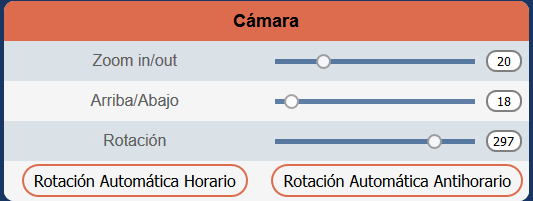 Cámara
Zoom in/out 20
Arriba/Abajo 18
Rotación 297
Rotación Automática Horario Rotación Automática Antihorario